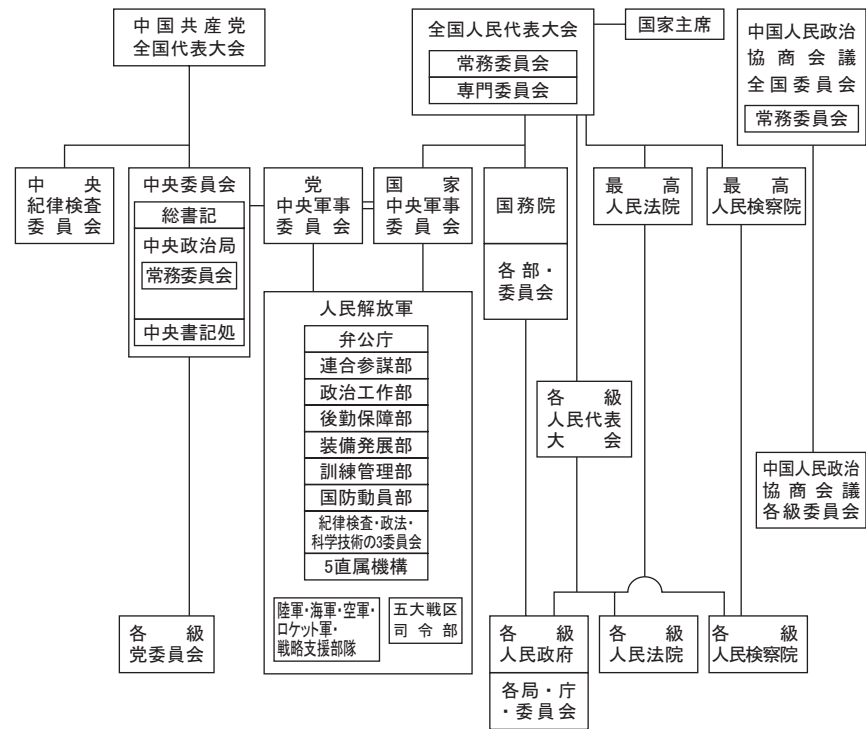 中国共産党
全国代表大会
全国人民代表大会
常務委員会
専門委員会
国家主席
中国人民政治
協商会議
全国委員会
常務委員会
中央
紀律検査
委員会
中央委員会
総書記
中央政治局
常務委員会
中央書記処
党
中央軍事
委員会
国家
中央軍事
委員会
国務院
各部・
委員会
最高
人民法院
最高
人民検察院
人民解放軍
弁公庁
連合参謀部
政治工作部
後勤保障部
装備発展部
訓練管理部
国防動員部
紀律検査・政法・
科学技術の3委員会
5直属機構
陸軍・海軍・空軍・
ロケット軍・
戦略支援部隊
五大戦区
司令部
各級
人民代表
大会
中国人民政治
協商会議
各級委員会
各級
党委員会
各級
人民政府
各局・庁
・委員会
各級
人民法院
各級
人民検察院